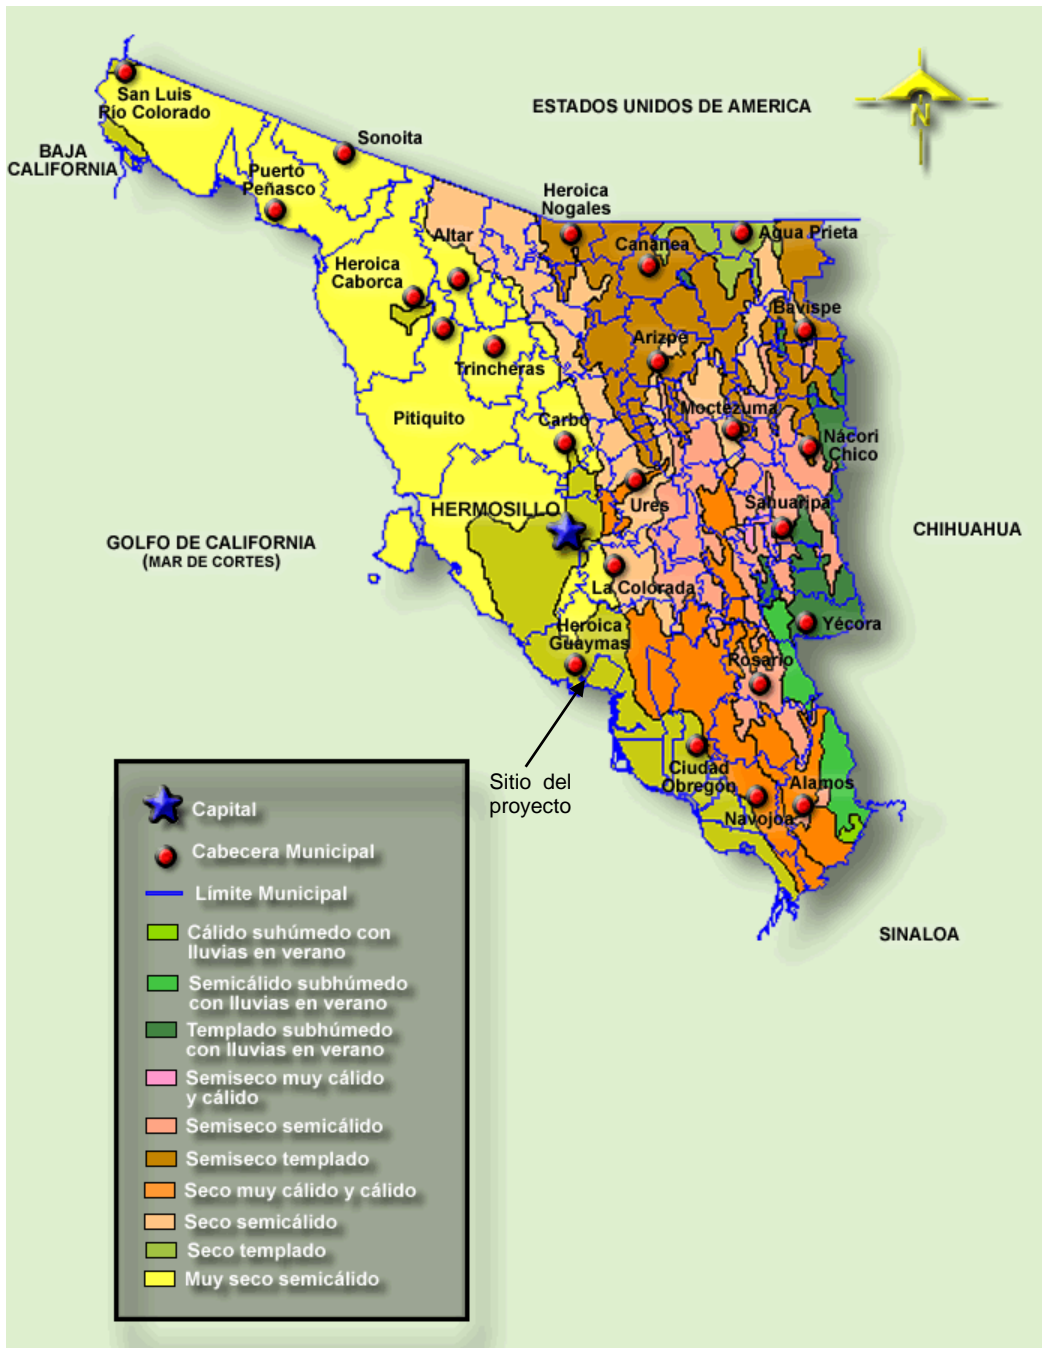 ESTADOS UNIDOS DE AMERICA
N
San Luis
Río Colorado
BAJA
CALIFORNIA
Sonoita
Puerto
Peñasco
Heroica
Nogales
Agua Prieta
Cananea
Altar
Heroica
Caborca
Bavispe
Arizpe
Trincheras
Pitiquito
Carbó
Moctezuma
Nácori
Chico
HERMOSILLO
Ures
Sahuaripa
CHIHUAHUA
GOLFO DE CALIFORNIA
(MAR DE CORTES)
La Colorada
Yécora
Heroica
Guaymas
Rosario
Sitio del
proyecto
Ciudad
Obregón
Alamos
Navojoa
SINALOA
Capital
Cabecera Municipal
Límite Municipal
Cálido suhúmedo con
lluvias en verano
Semicálido subhúmedo
con lluvias en verano
Templado subhúmedo
con lluvias en verano
Semiseco muy cálido
y cálido
Semiseco semicálido
Semiseco templado
Seco muy cálido y cálido
Seco semicálido
Seco templado
Muy seco semicálido